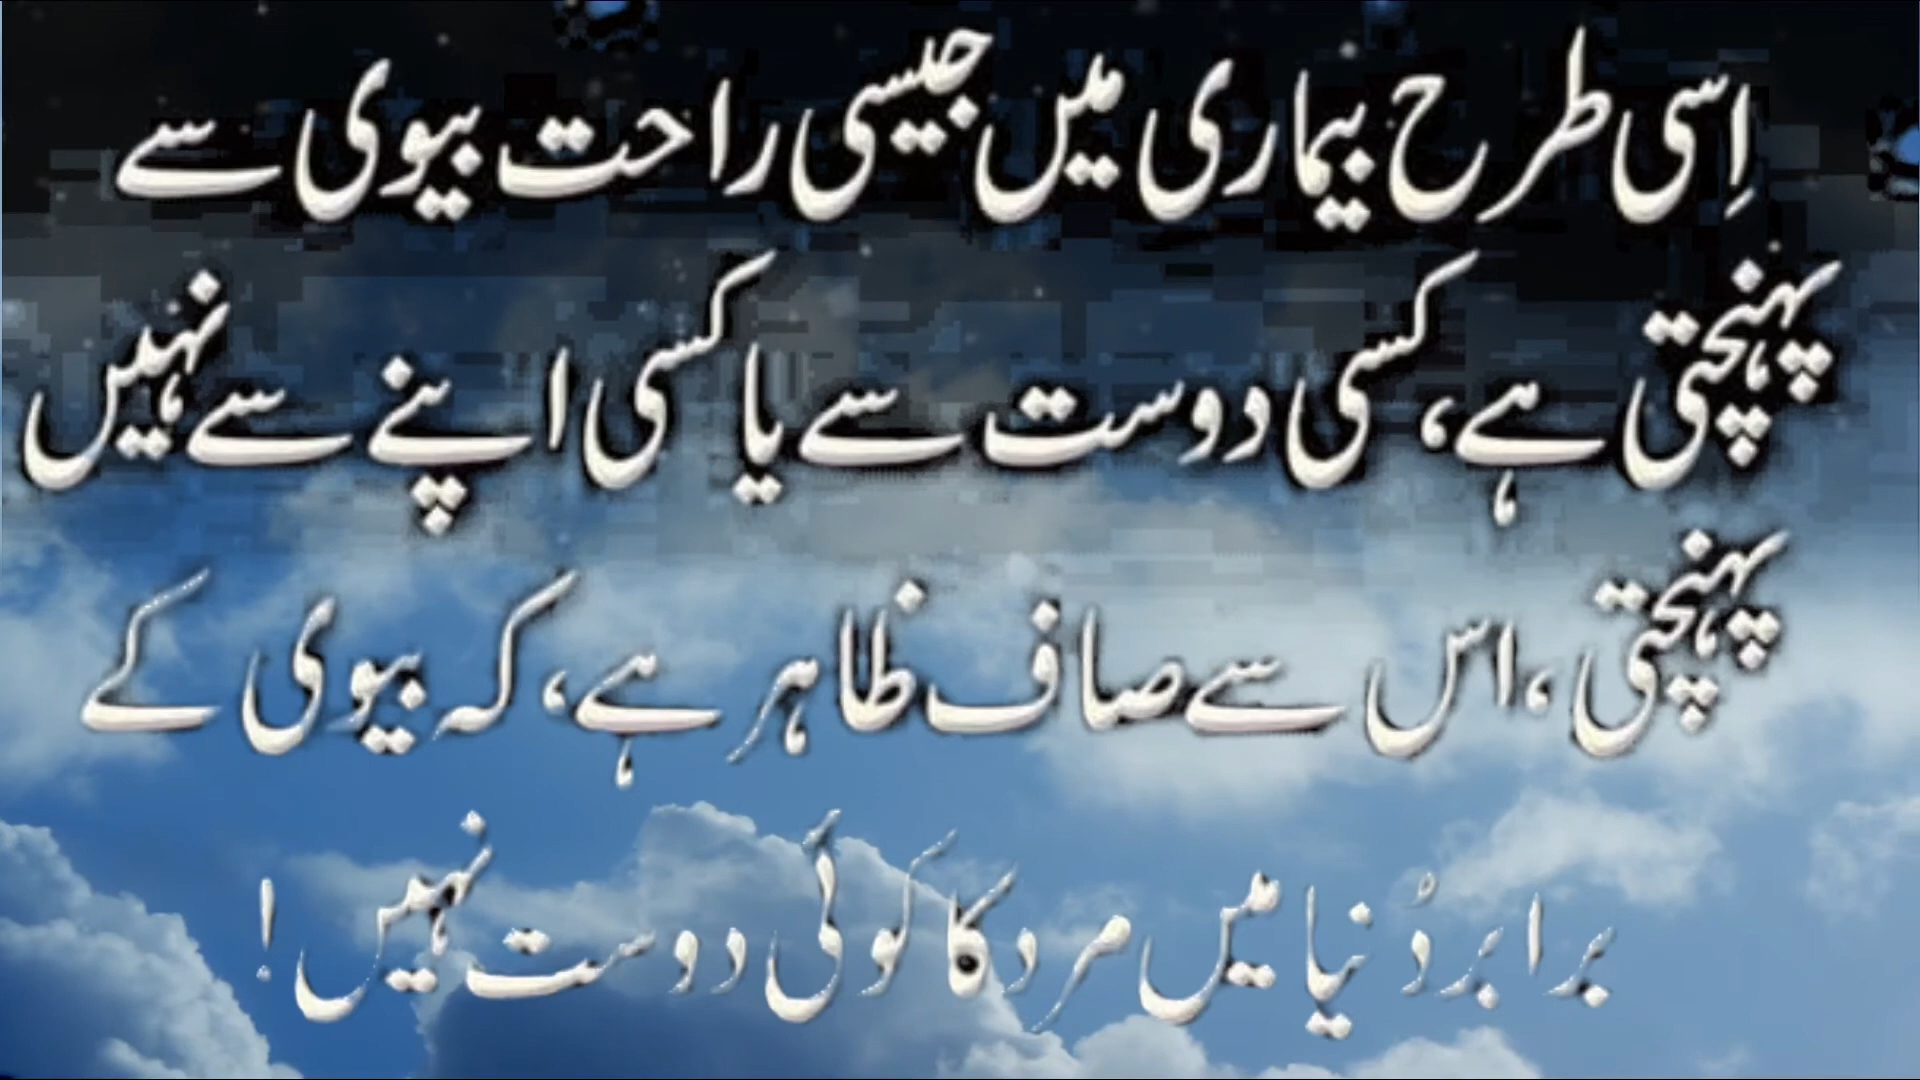 اِسی طرح بیماری میں جیسی راحت بیوی سے
پہنچتی ہے، کسی دوست سے یا کسی اپنے سے نہیں
پہنچتی، اس سے صاف ظاہر ہے، کہ بیوی کے
برابر دُنیا میں مرد کا کوئی دوست نہیں!